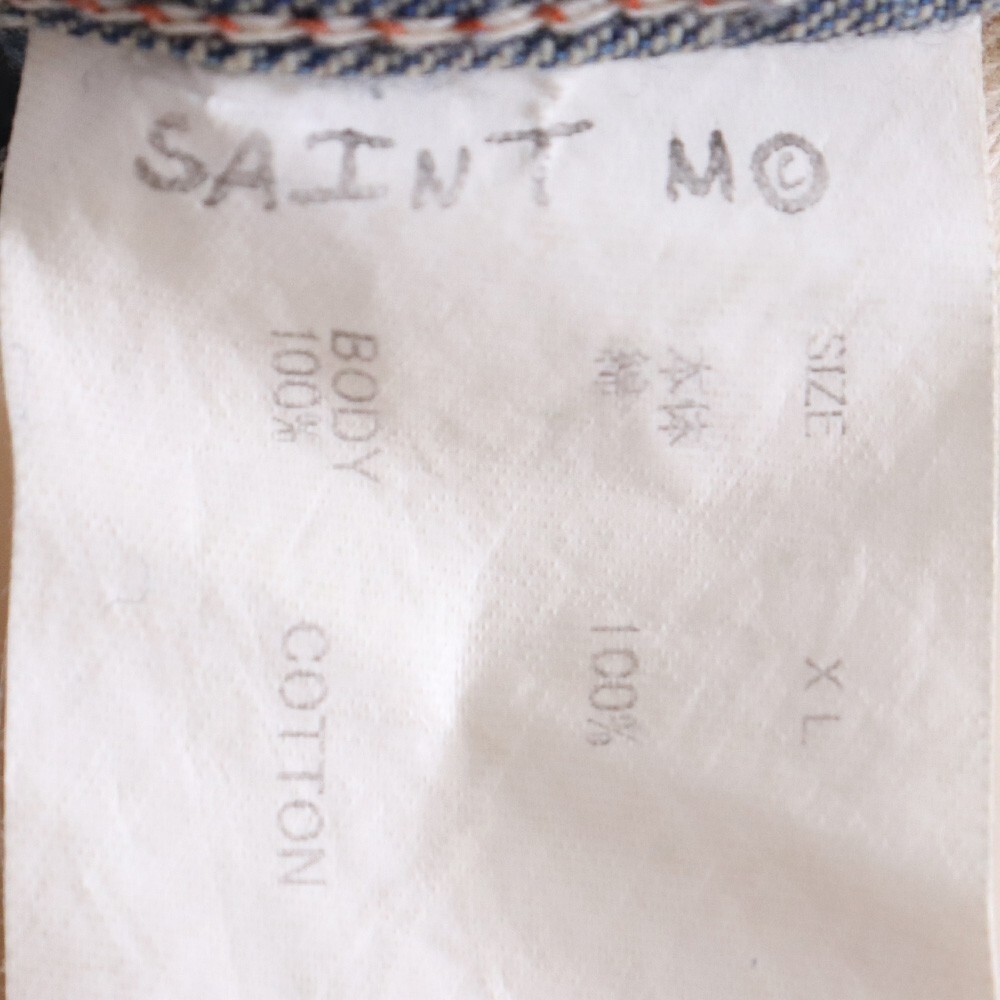 SAINT M©
SIZE XL
本体
綿 100%
BODY
100% COTTON